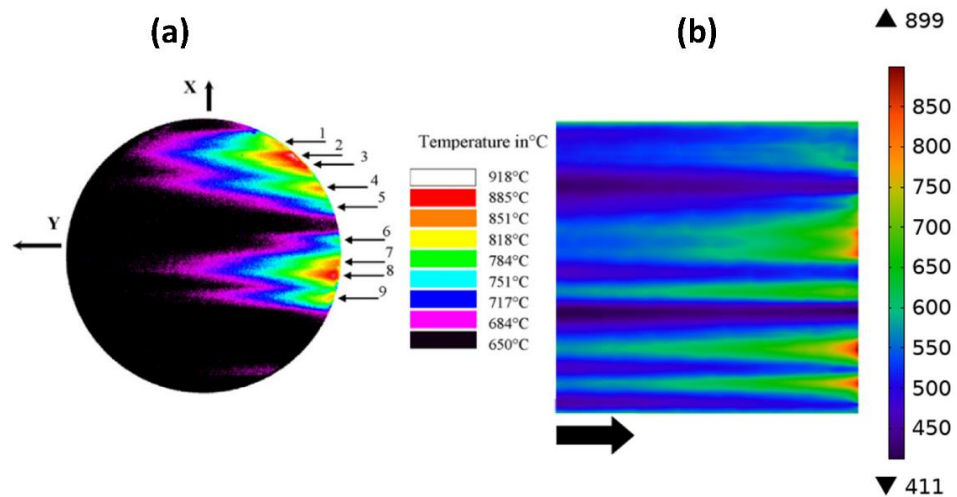 (a)
(b)
▲ 899
X
1
2
3
4
5
Y
6
7
8
9
Temperature in°C
918°C
885°C
851°C
818°C
784°C
751°C
717°C
684°C
650°C
850
800
750
700
650
600
550
500
450
▼ 411